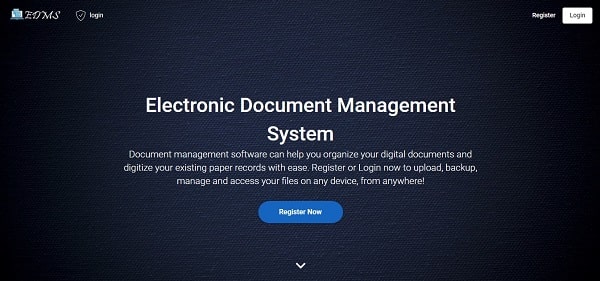 EDMS
login
Register
Login
Electronic Document Management
System
Document management software can help you organize your digital documents and
digitize your existing paper records with ease. Register or Login now to upload, backup,
manage and access your files on any device, from anywhere!
Register Now